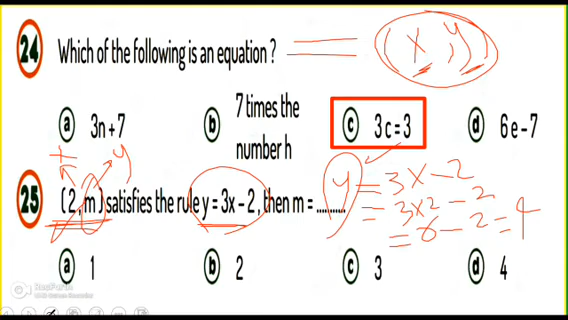 24 Which of the following is an equation ?
(x, y)
a 3n+7
b 7 times the number h
c 3c=3
d 6e-7
x y
25 (2, m) satisfies the rule y = 3x-2, then m = ..........
y = 3x-2
= 3x2-2
= 6-2=4
a 1
b 2
c 3
d 4